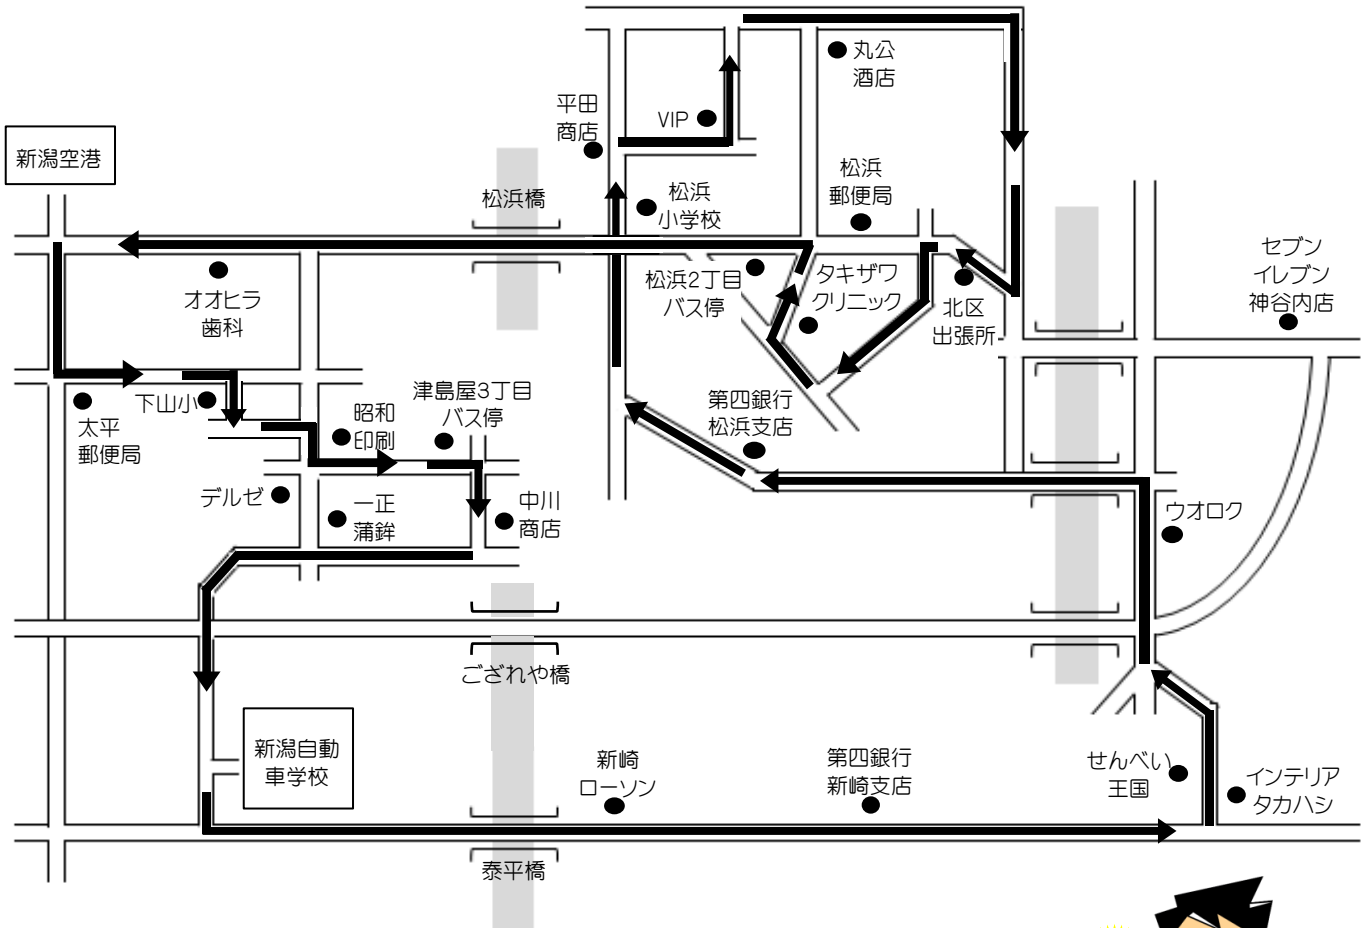 丸公
酒店
平田
商店
VIP
新潟空港
松浜
郵便局
松浜橋
松浜
小学校
セブン
イレブン
神谷内店
松浜2丁目
バス停
タキザワ
クリニック
オオヒラ
歯科
北区
出張所
津島屋3丁目
バス停
下山小
昭和
印刷
第四銀行
松浜支店
太平
郵便局
デルゼ
一正
蒲鉾
中川
商店
ウオロク
ござれや橋
新潟自動
車学校
新崎
ローソン
第四銀行
新崎支店
せんべい
王国
インテリア
タカハシ
泰平橋